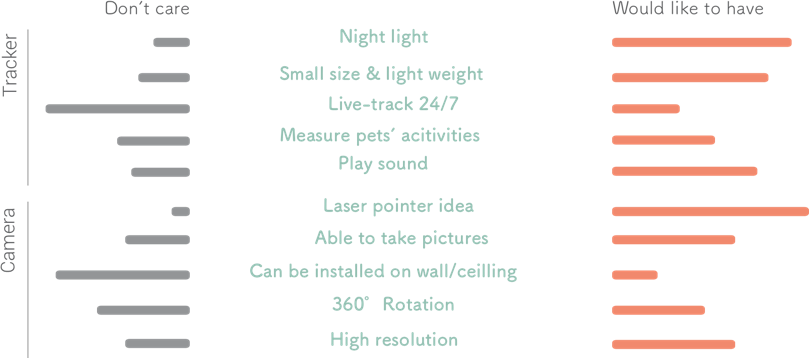 Don't care
Would like to have
Tracker
Night light
Small size & light weight
Live-track 24/7
Measure pets' acitivities
Play sound
Camera
Laser pointer idea
Able to take pictures
Can be installed on wall/ceilling
360° Rotation
High resolution